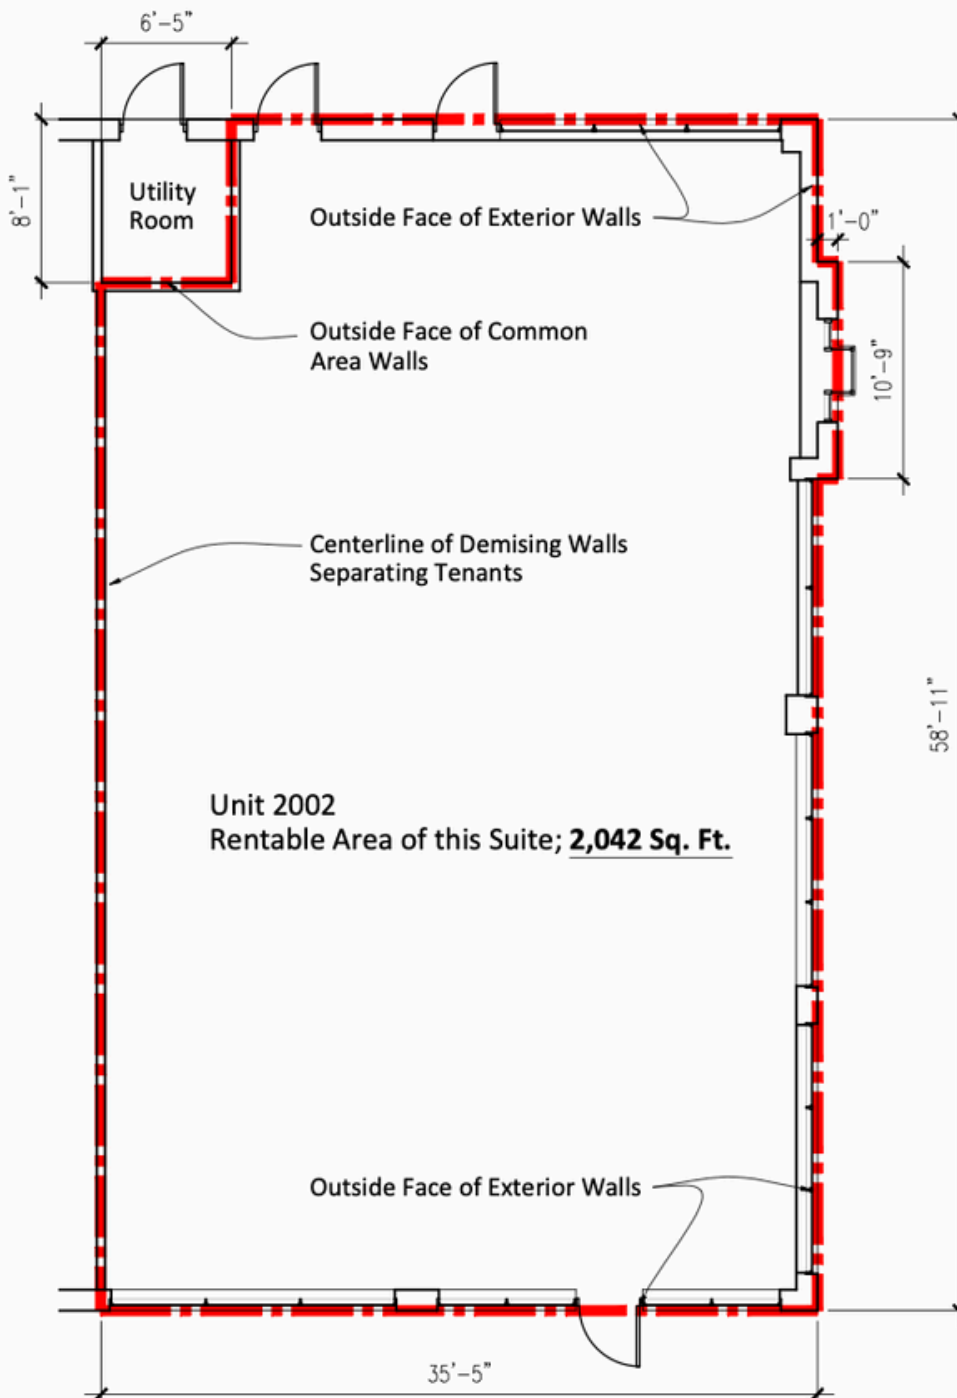 6'-5"
8'-1"
Utility
Room
Outside Face of Exterior Walls
1'-0"
Outside Face of Common
Area Walls
10'-9"
Centerline of Demising Walls
Separating Tenants
58'-11"
Unit 2002
Rentable Area of this Suite; 2,042 Sq. Ft.
Outside Face of Exterior Walls
35'-5"